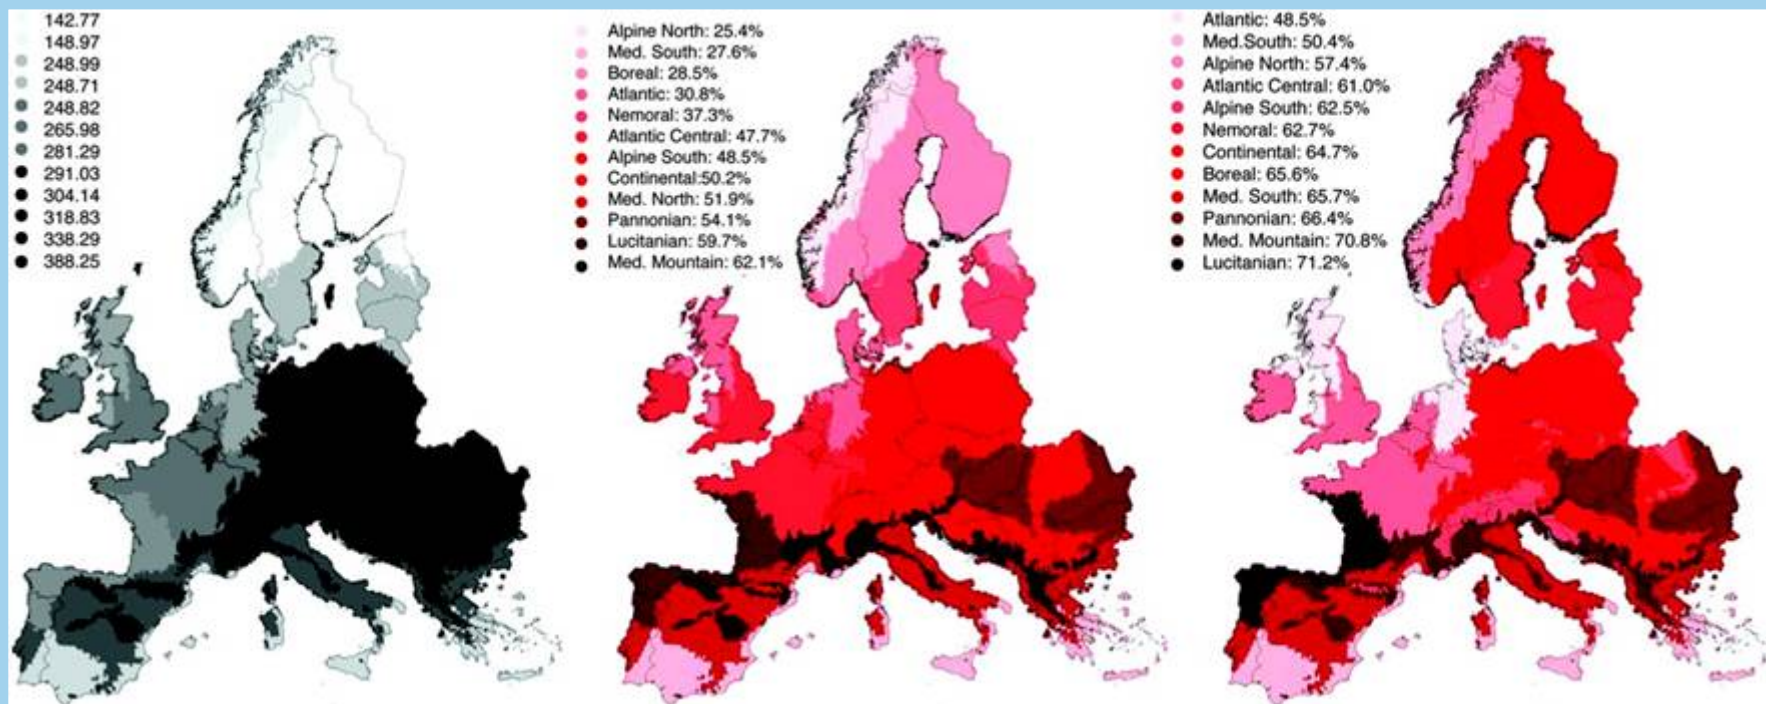 142.77
148.97
248.99
248.71
248.82
265.98
281.29
291.03
304.14
318.83
338.29
388.25
Alpine North: 25.4%
Med. South: 27.6%
Boreal: 28.5%
Atlantic: 30.8%
Nemoral: 37.3%
Atlantic Central: 47.7%
Alpine South: 48.5%
Continental:50.2%
Med. North: 51.9%
Pannonian: 54.1%
Lucitanian: 59.7%
Med. Mountain: 62.1%
Atlantic: 48.5%
Med.South: 50.4%
Alpine North: 57.4%
Atlantic Central: 61.0%
Alpine South: 62.5%
Nemoral: 62.7%
Continental: 64.7%
Boreal: 65.6%
Med. South: 65.7%
Pannonian: 66.4%
Med. Mountain: 70.8%
Lucitanian: 71.2%